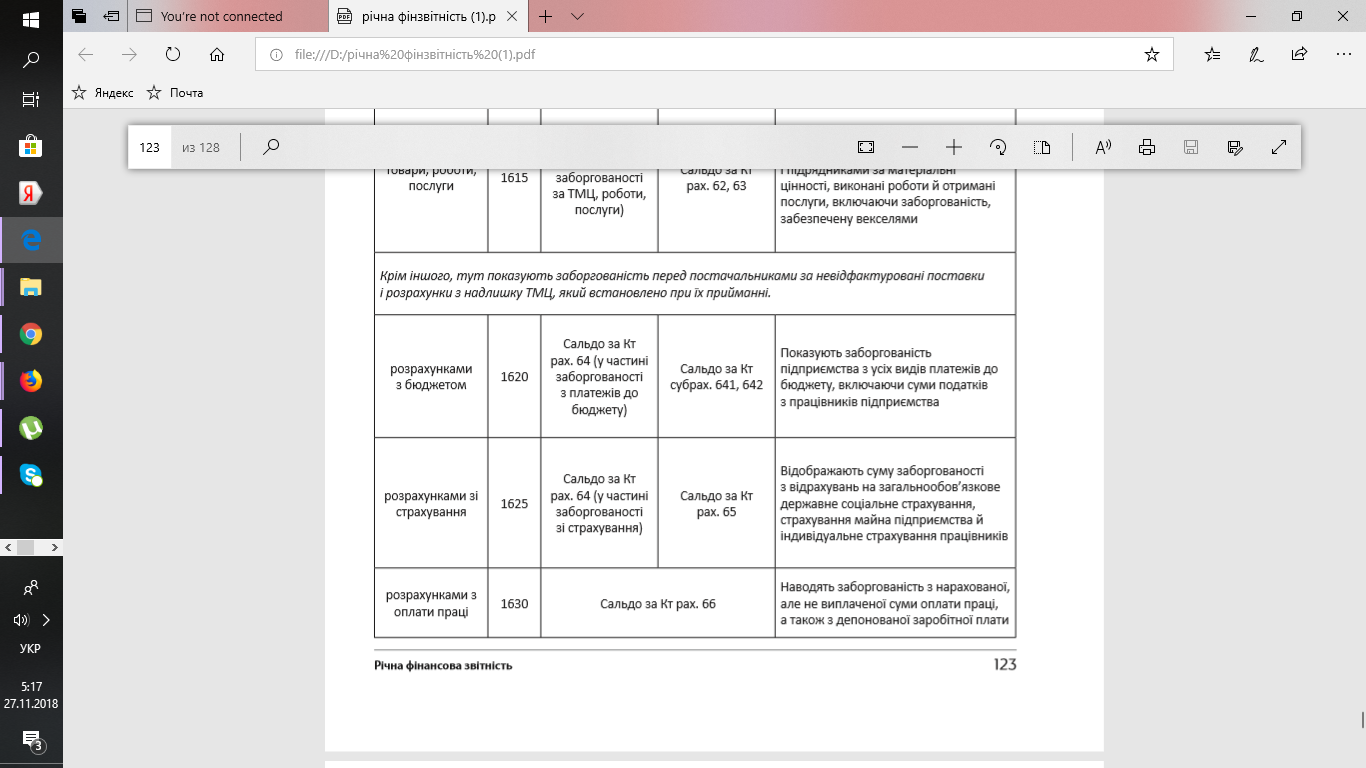 You're not connected
річна фінзвітність (1).p
file:///D:/річна%20фінзвітність%20(1).pdf
Яндекс
Почта
123
из 128
товари, роботи,
послуги
1615
заборгованості
за ТМЦ, роботи,
послуги)
Сальдо за Кт
рах. 62, 63
і підрядниками за матеріальні
цінності, виконані роботи й отримані
послуги, включаючи заборгованість,
забезпечену векселями
Крім іншого, тут показують заборгованість перед постачальниками за невідфактуровані поставки
і розрахунки з надлишку ТМЦ, який встановлено при їх прийманні.
розрахунками
з бюджетом
1620
Сальдо за Кт
рах. 64 (у частині
заборгованості
з платежів до
бюджету)
Сальдо за Кт
субрах. 641, 642
Показують заборгованість
підприємства з усіх видів платежів до
бюджету, включаючи суми податків
з працівників підприємства
розрахунками зі
страхування
1625
Сальдо за Кт
рах. 64 (у частині
заборгованості
зі страхування)
Сальдо за Кт
рах. 65
Відображають суму заборгованості
з відрахувань на загальнообов'язкове
державне соціальне страхування,
страхування майна підприємства й
індивідуальне страхування працівників
розрахунками з
оплати праці
1630
Сальдо за Кт рах. 66
Наводять заборгованість з нарахованої,
але не виплаченої суми оплати праці,
а також з депонованої заробітної плати
Річна фінансова звітність
123
УКР
5:17
27.11.2018
3